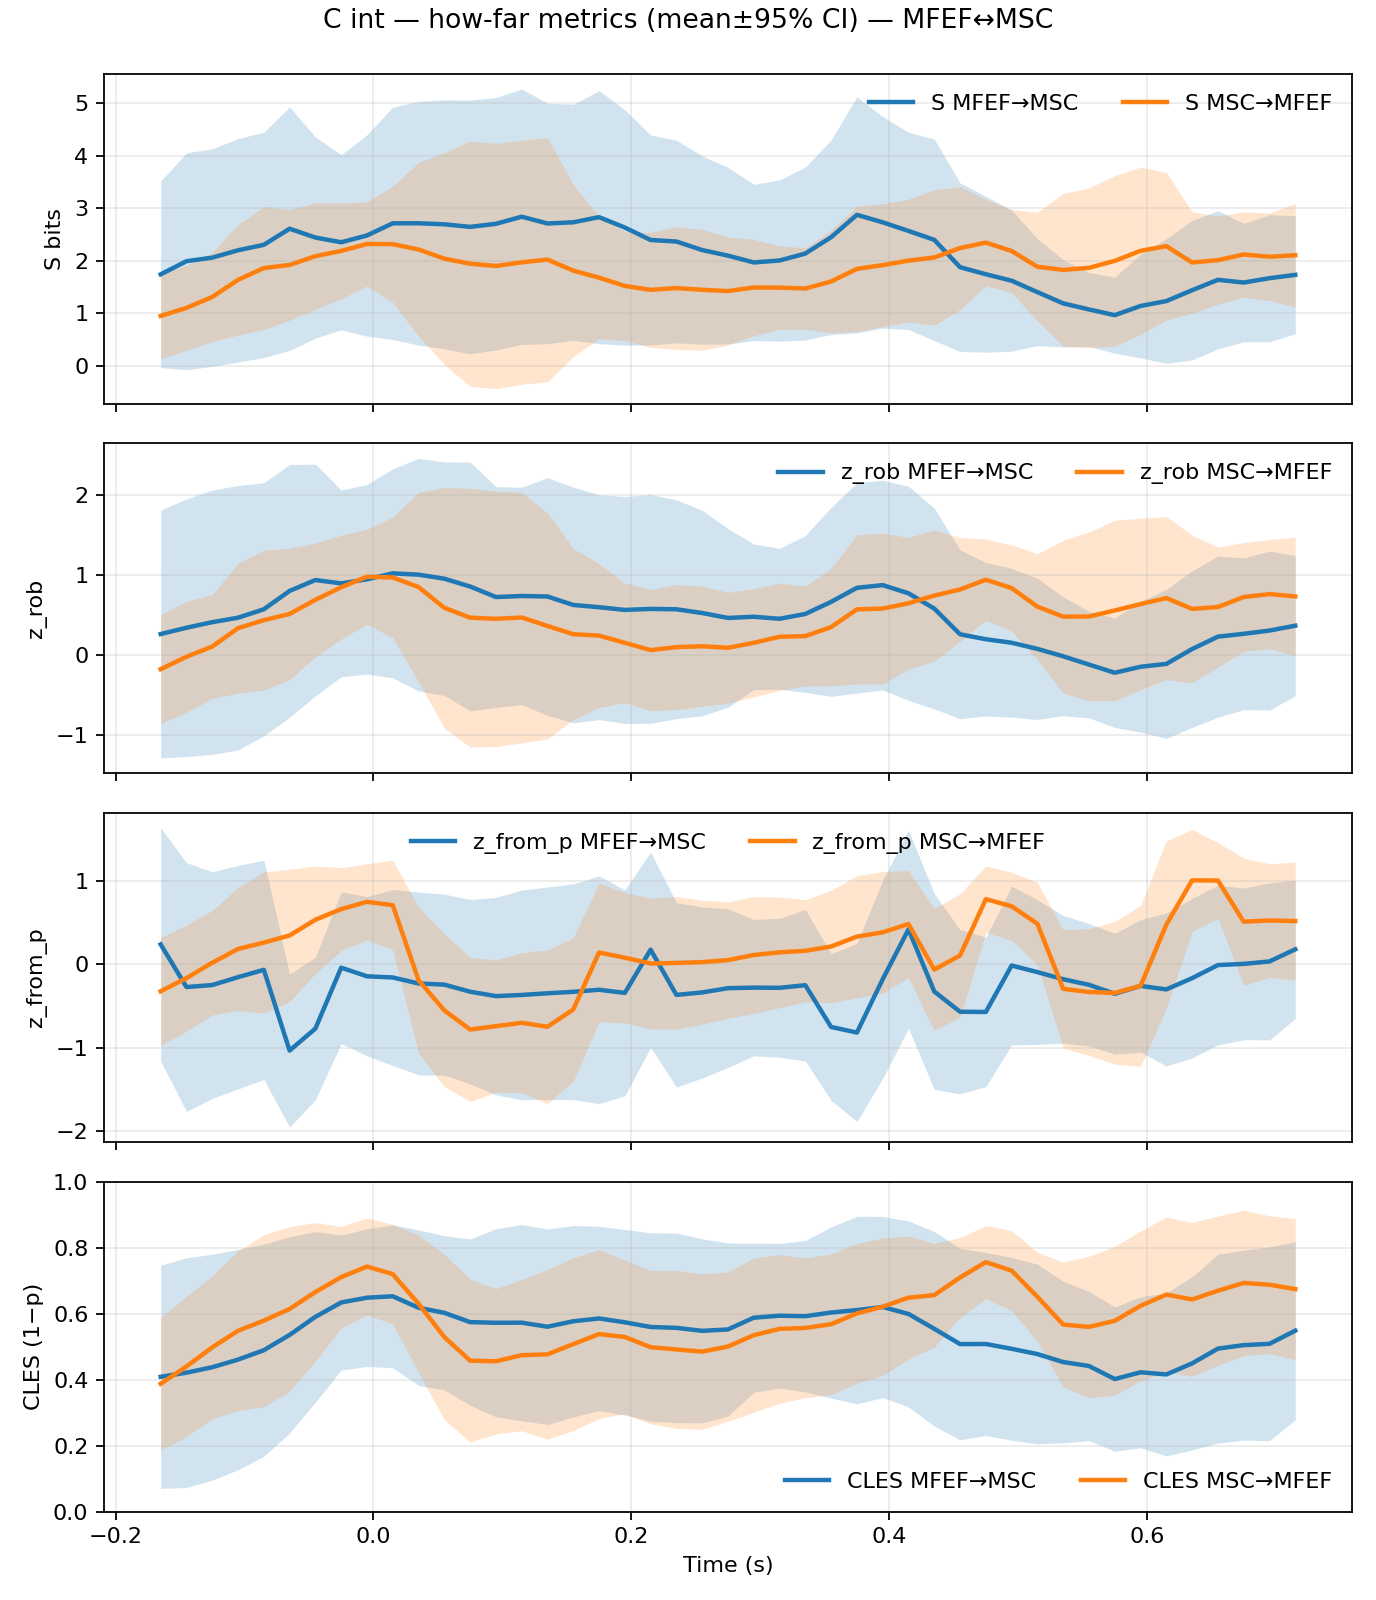 C int — how-far metrics (mean±95% CI) — MFEF↔MSC
S MFEF→MSC S MSC→MFEF
S bits
5
4
3
2
1
0
z_rob MFEF→MSC z_rob MSC→MFEF
z_rob
2
1
0
−1
z_from_p MFEF→MSC z_from_p MSC→MFEF
z_from_p
1
0
−1
−2
CLES (1−p)
1.0
0.8
0.6
0.4
0.2
0.0
CLES MFEF→MSC CLES MSC→MFEF
−0.2 0.0 0.2 0.4 0.6
Time (s)